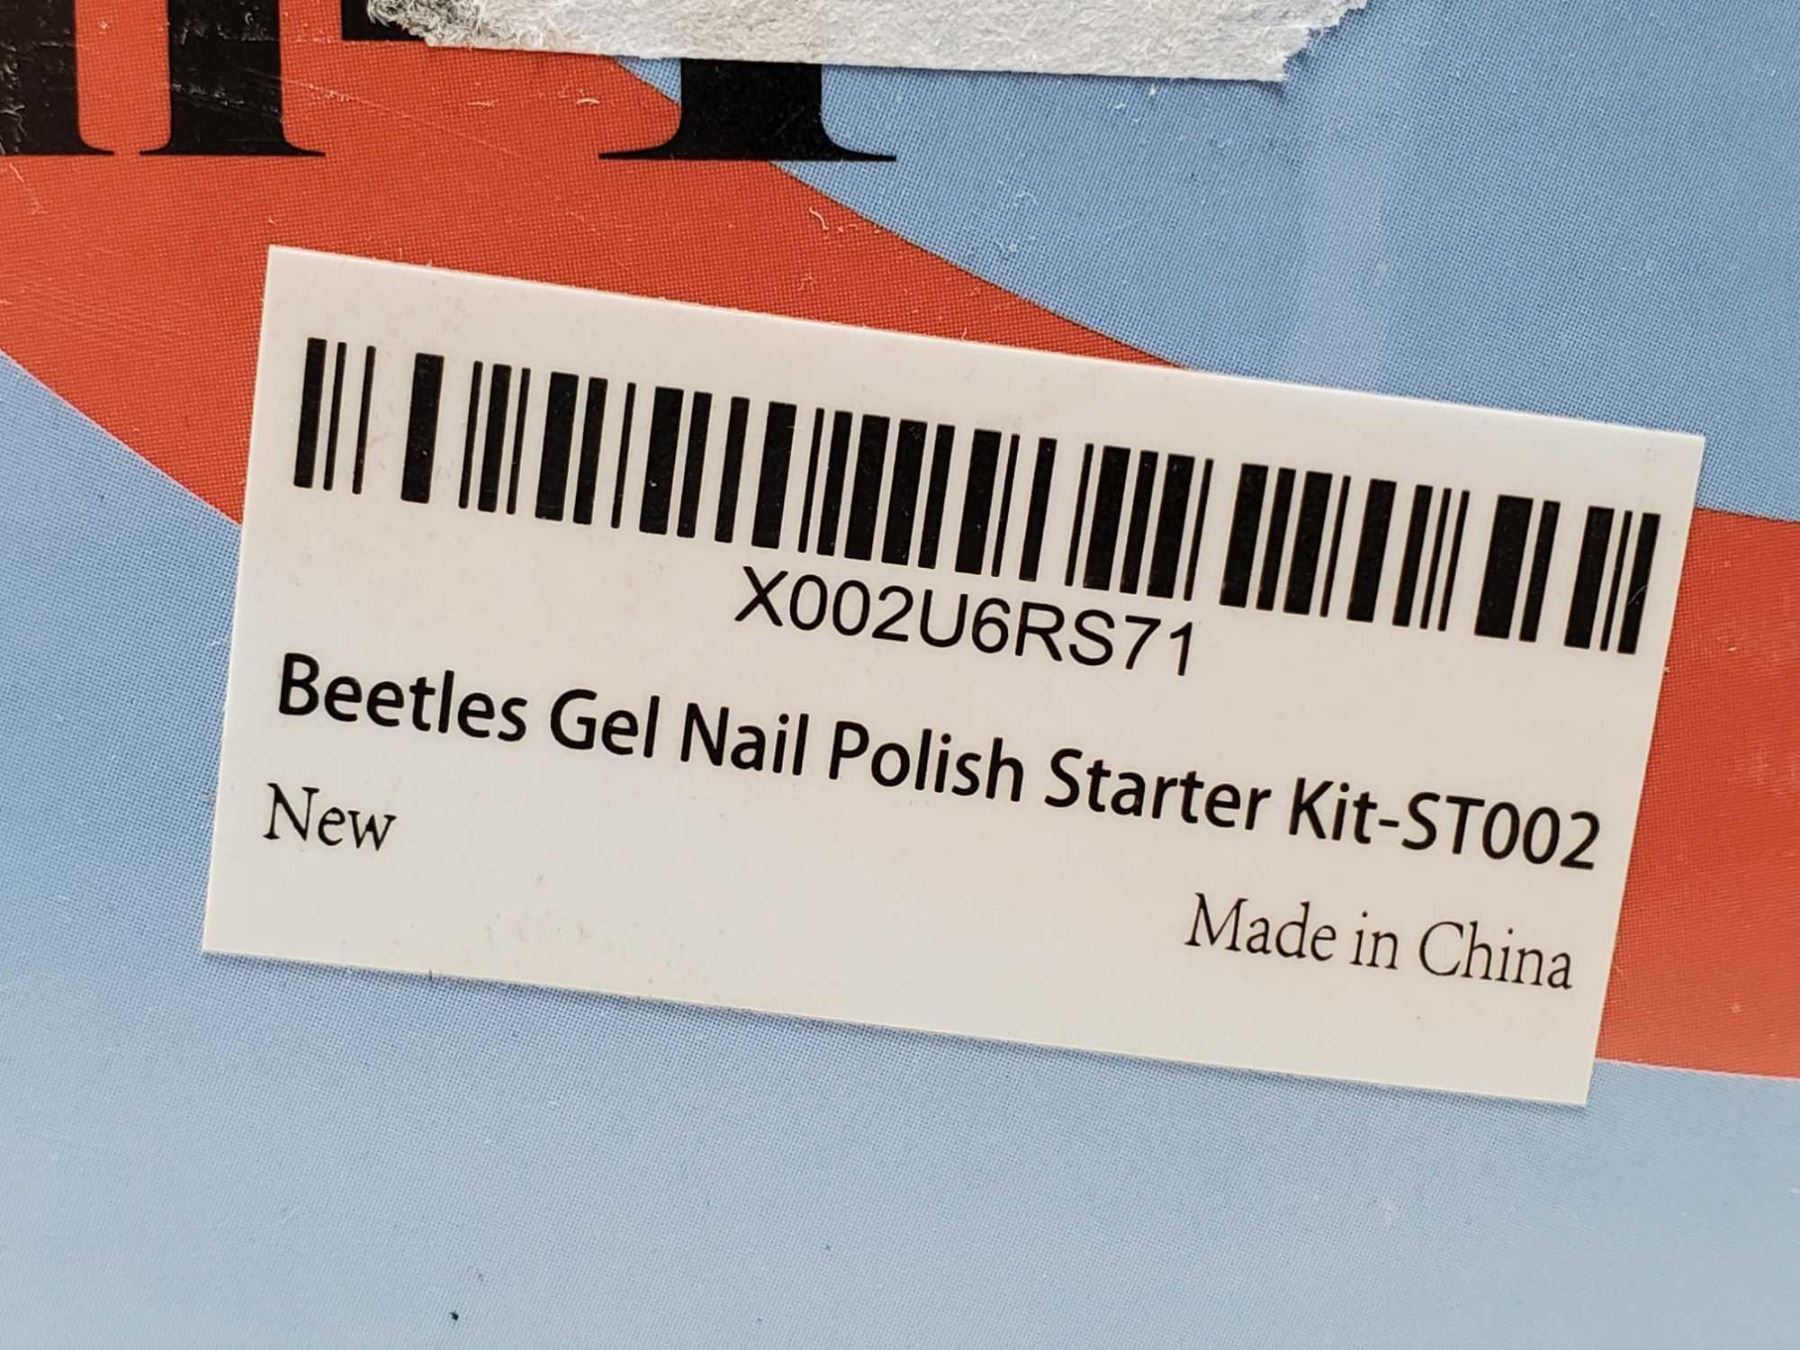 X002U6RS71
Beetles Gel Nail Polish Starter Kit-ST002
New
Made in China